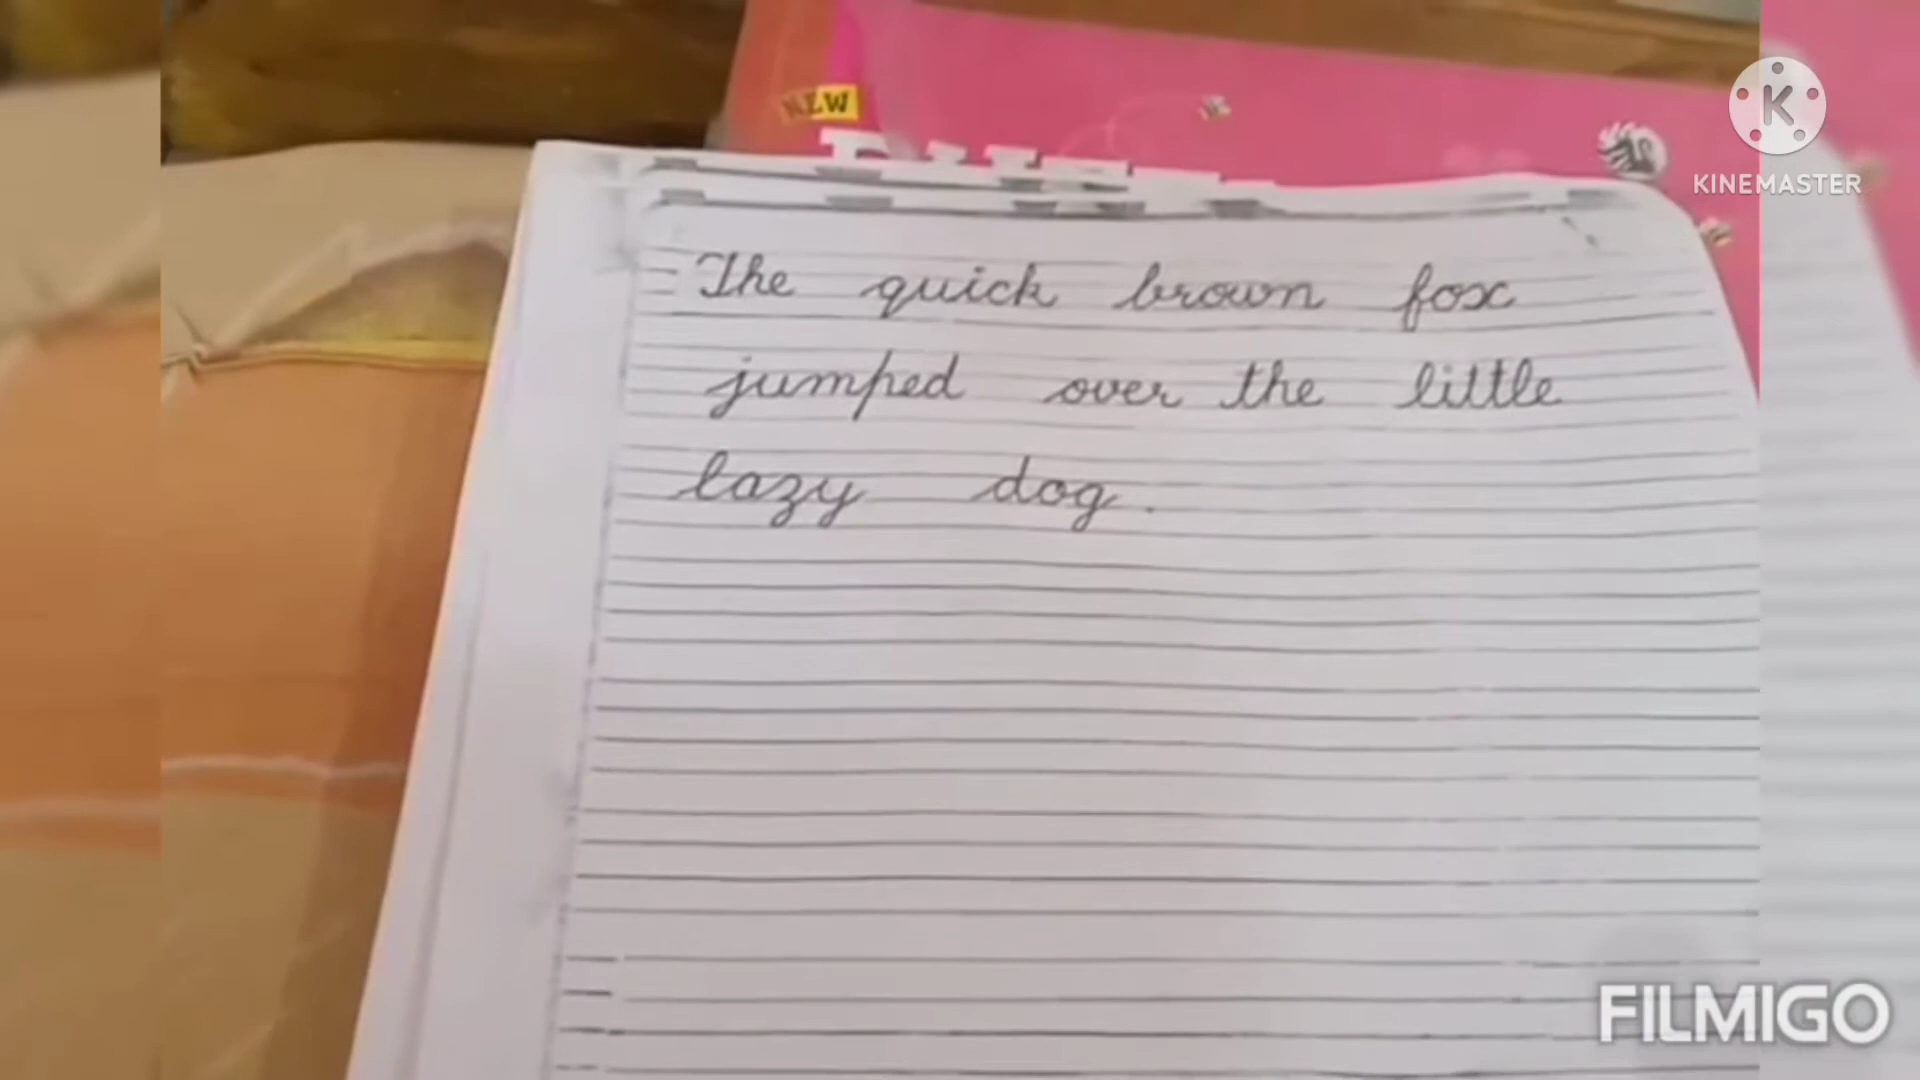 NEW
KINEMASTER
The quick brown fox
jumped over the little
lazy dog.
FILMIGO